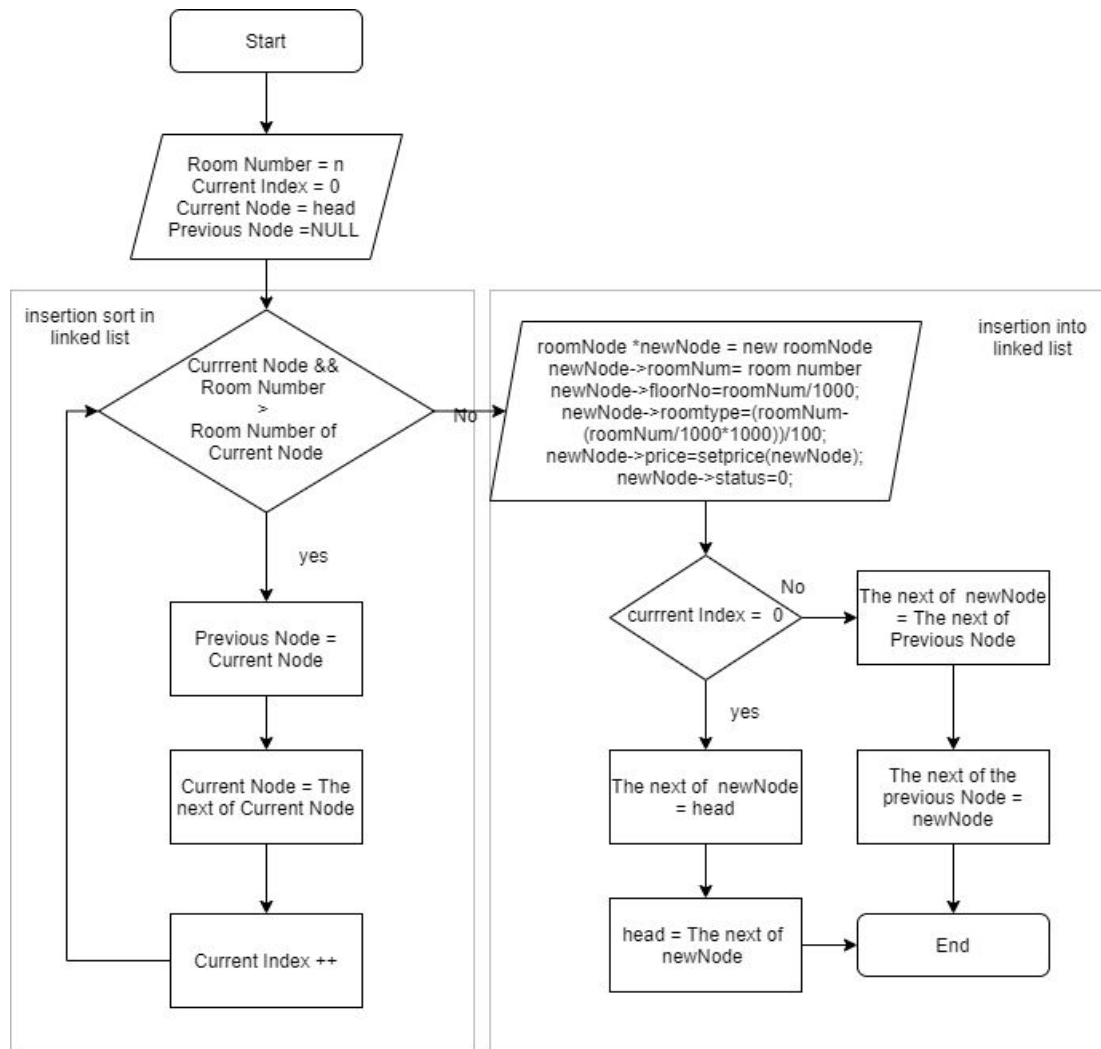 Start
Room Number = n
Current Index = 0
Current Node = head
Previous Node =NULL
insertion sort in
linked list
Currrent Node &&
Room Number
>
Room Number of
Current Node
No
yes
Previous Node =
Current Node
Current Node = The
next of Current Node
Current Index ++
insertion into
linked list
roomNode *newNode = new roomNode
newNode->roomNum= room number
newNode->floorNo=roomNum/1000;
newNode->roomtype=(roomNum-
(roomNum/1000*1000))/100;
newNode->price=setprice(newNode);
newNode->status=0;
currrent Index =  0
No
yes
The next of  newNode
= The next of
Previous Node
The next of  newNode
= head
The next of the
previous Node =
newNode
head = The next of
newNode
End